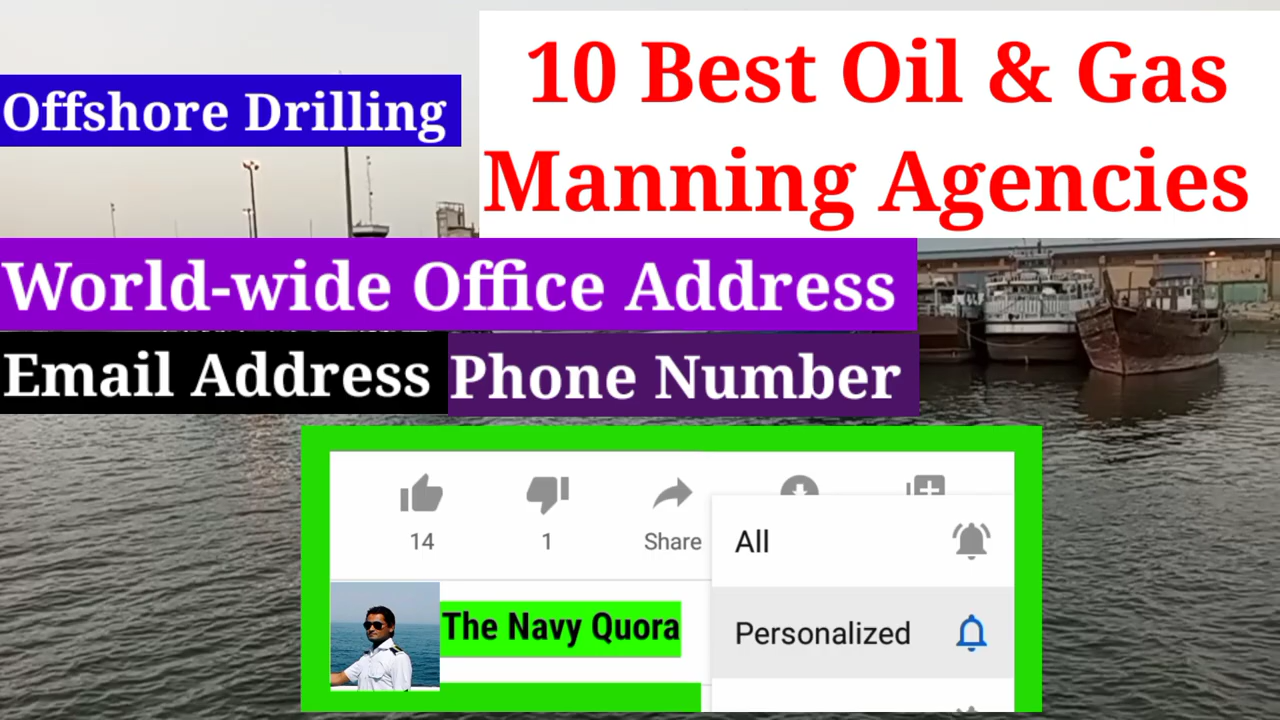 Offshore Drilling
10 Best Oil & Gas
Manning Agencies
World-wide Office Address
Email Address
Phone Number
14
1
Share
All
The Navy Quora
Personalized